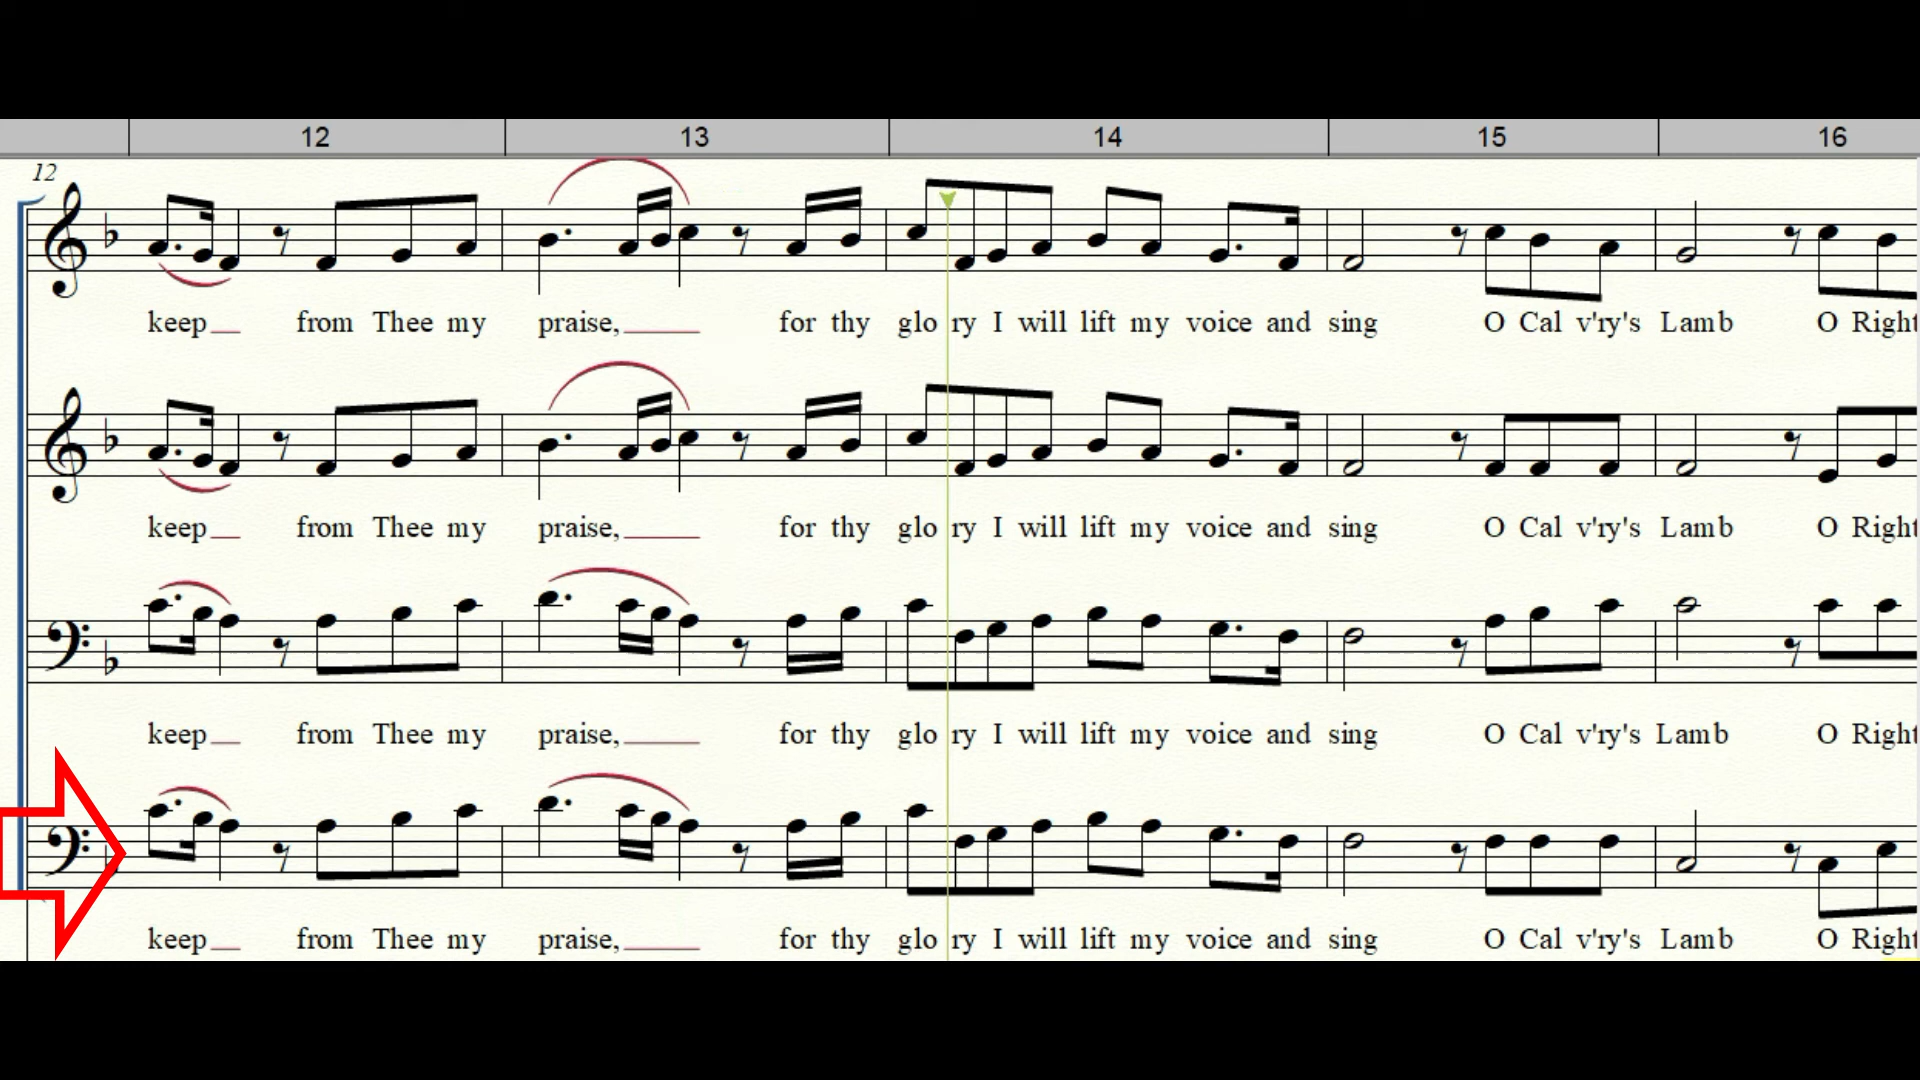 12 13 14 15 16
12
keep from Thee my praise, for thy glo ry I will lift my voice and sing O Cal v'ry's Lamb O Right
keep from Thee my praise, for thy glo ry I will lift my voice and sing O Cal v'ry's Lamb O Right
keep from Thee my praise, for thy glo ry I will lift my voice and sing O Cal v'ry's Lamb O Right
keep from Thee my praise, for thy glo ry I will lift my voice and sing O Cal v'ry's Lamb O Right